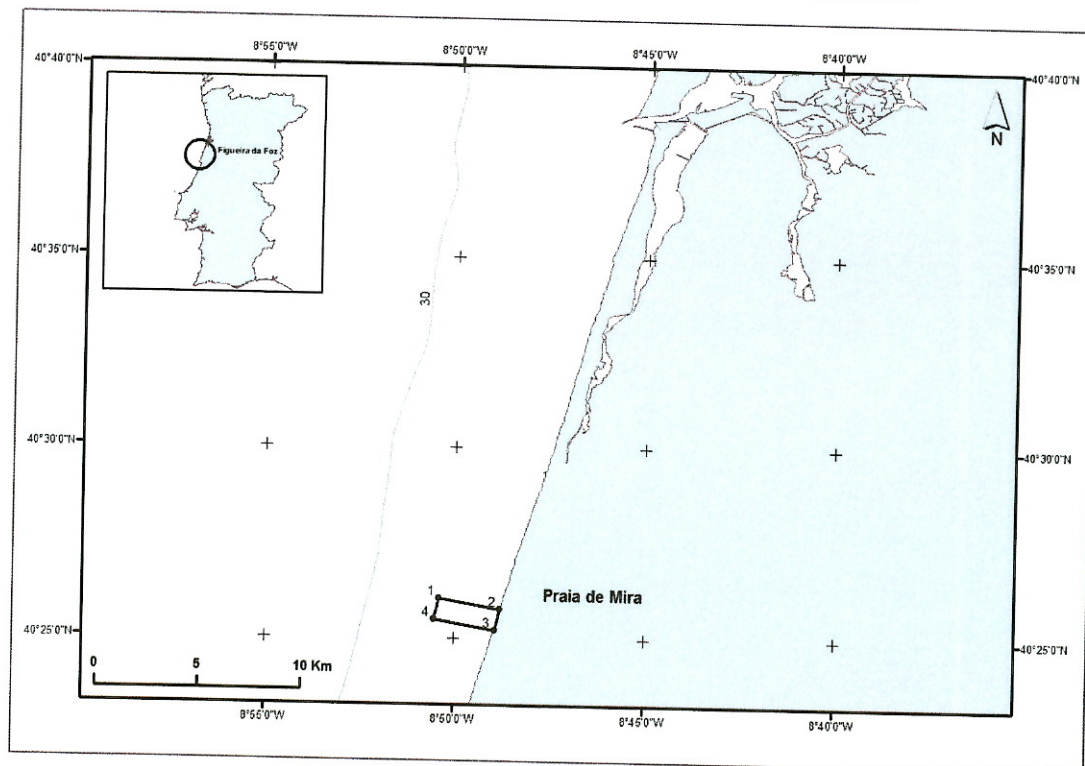 8°55'0"W 8°50'0"W 8°45'0"W 8°40'0"W
40°40'0"N 40°40'0"N
Figueira da Foz
N
40°35'0"N 40°35'0"N
30
40°30'0"N 40°30'0"N
1 2 Praia de Mira
4 3
40°25'0"N 40°25'0"N
0 5 10 Km
8°55'0"W 8°50'0"W 8°45'0"W 8°40'0"W